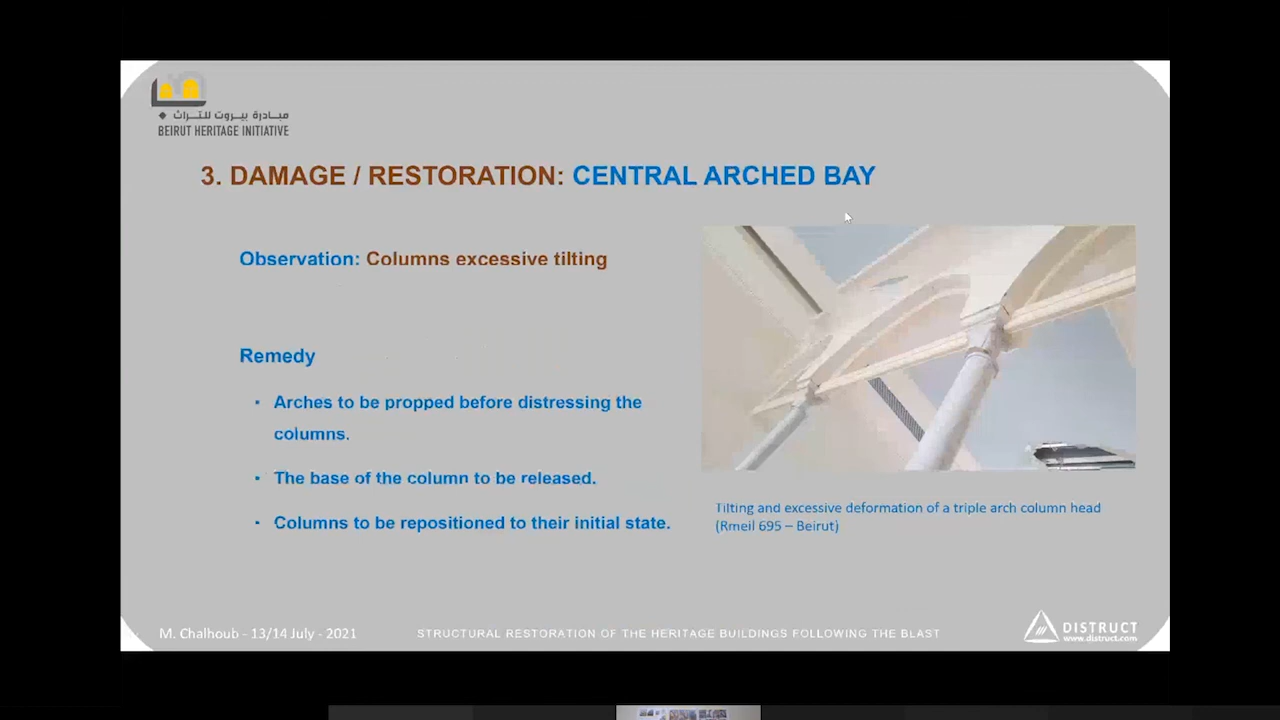 مبادرة بيروت للتراث
BEIRUT HERITAGE INITIATIVE
3. DAMAGE / RESTORATION: CENTRAL ARCHED BAY
Observation: Columns excessive tilting
Remedy
▪ Arches to be propped before distressing the
columns.
▪ The base of the column to be released.
▪ Columns to be repositioned to their initial state.
Tilting and excessive deformation of a triple arch column head
(Rmeil 695 – Beirut)
M. Chalhoub - 13/14 July - 2021
STRUCTURAL RESTORATION OF THE HERITAGE BUILDINGS FOLLOWING THE BLAST
DISTRUCT
www.distruct.com